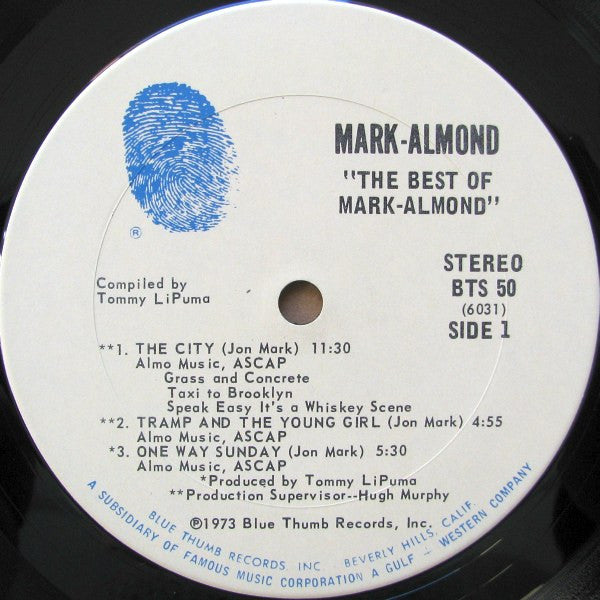 MARK-ALMOND
"THE BEST OF
MARK-ALMOND"
®
Compiled by
Tommy LiPuma
STEREO
BTS 50
(6031)
SIDE 1
**1. THE CITY (Jon Mark) 11:30
Almo Music, ASCAP
Grass and Concrete
Taxi to Brooklyn
Speak Easy It's a Whiskey Scene
**2. TRAMP AND THE YOUNG GIRL (Jon Mark) 4:55
Almo Music, ASCAP
*3. ONE WAY SUNDAY (Jon Mark) 5:30
Almo Music, ASCAP
*Produced by Tommy LiPuma
**Production Supervisor--Hugh Murphy
℗1973 Blue Thumb Records, Inc.
BLUE THUMB RECORDS INC · BEVERLY HILLS, CALIF.
A SUBSIDIARY OF FAMOUS MUSIC CORPORATION A GULF + WESTERN COMPANY